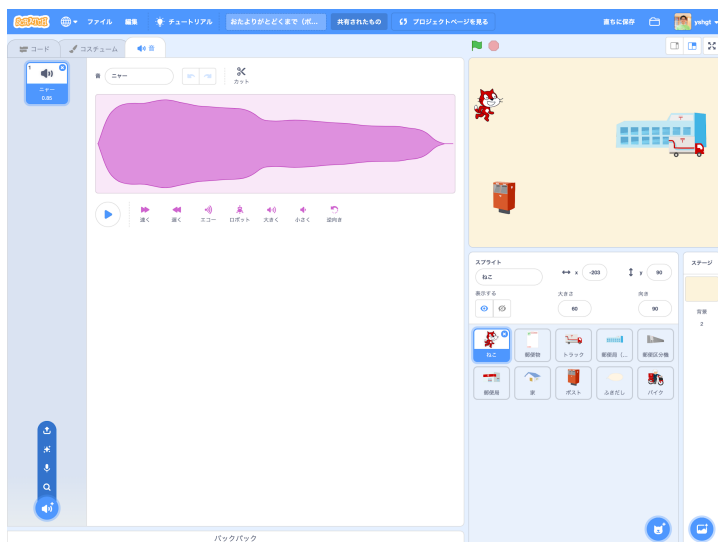 SCRATCH
ファイル 編集 チュートリアル おたよりがとどくまで（ポ... 共有されたもの プロジェクトページを見る 直ちに保存 yshgt
コード コスチューム 音
1
ニャー
0.85
音 ニャー
カット
速く 遅く エコー ロボット 大きく 小さく 逆向き
スプライト
ねこ
x -203 y 90
表示する 大きさ 向き
60 90
ステージ
背景
2
ねこ 郵便物 トラック 郵便局（... 郵便区分機
郵便局 家 ポスト ふきだし バイク
バックパック